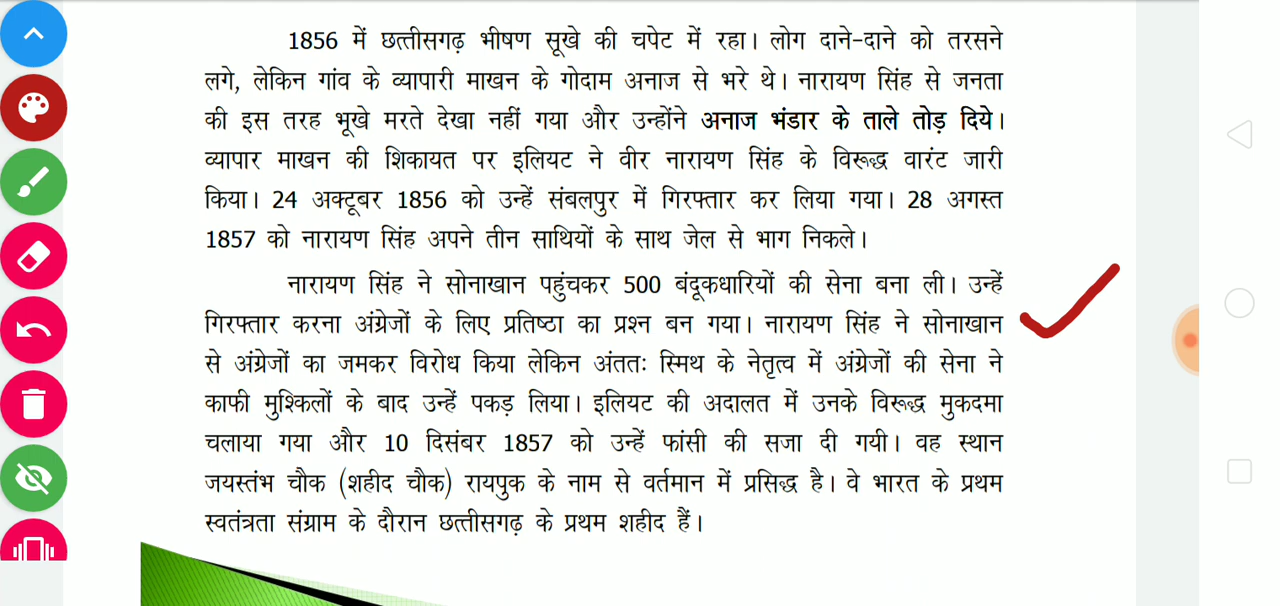 1856 में छत्तीसगढ़ भीषण सूखे की चपेट में रहा। लोग दाने-दाने को तरसने
लगे, लेकिन गांव के व्यापारी माखन के गोदाम अनाज से भरे थे। नारायण सिंह से जनता
की इस तरह भूखे मरते देखा नहीं गया और उन्होंने अनाज भंडार के ताले तोड़ दिये।
व्यापार माखन की शिकायत पर इलियट ने वीर नारायण सिंह के विरूद्ध वारंट जारी
किया। 24 अक्टूबर 1856 को उन्हें संबलपुर में गिरफ्तार कर लिया गया। 28 अगस्त
1857 को नारायण सिंह अपने तीन साथियों के साथ जेल से भाग निकले।
नारायण सिंह ने सोनाखान पहुंचकर 500 बंदूकधारियों की सेना बना ली। उन्हें
गिरफ्तार करना अंग्रेजों के लिए प्रतिष्ठा का प्रश्न बन गया। नारायण सिंह ने सोनाखान
से अंग्रेजों का जमकर विरोध किया लेकिन अंततः स्मिथ के नेतृत्व में अंग्रेजों की सेना ने
काफी मुश्किलों के बाद उन्हें पकड़ लिया। इलियट की अदालत में उनके विरूद्ध मुकदमा
चलाया गया और 10 दिसंबर 1857 को उन्हें फांसी की सजा दी गयी। वह स्थान
जयस्तंभ चौक (शहीद चौक) रायपुक के नाम से वर्तमान में प्रसिद्ध है। वे भारत के प्रथम
स्वतंत्रता संग्राम के दौरान छत्तीसगढ़ के प्रथम शहीद हैं।